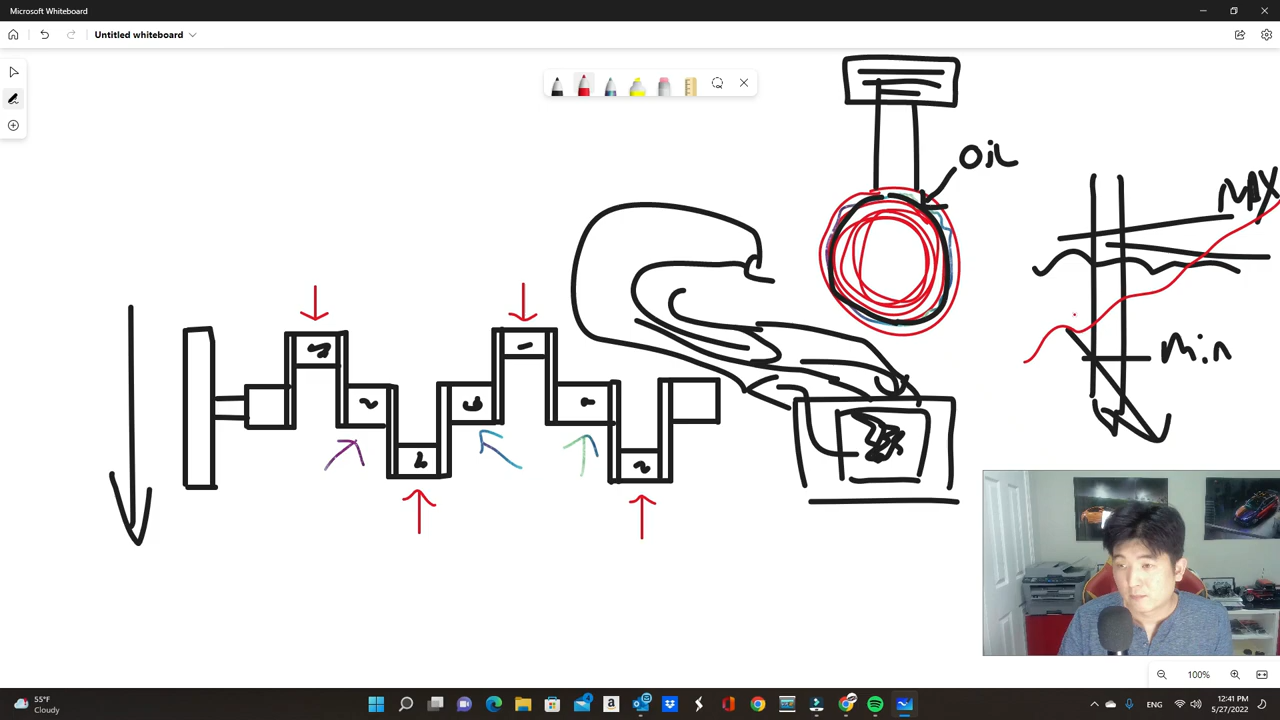 Microsoft Whiteboard
Untitled whiteboard
OiL
MAX
Min
100%
55°F
Cloudy
ENG
12:41 PM
5/27/2022